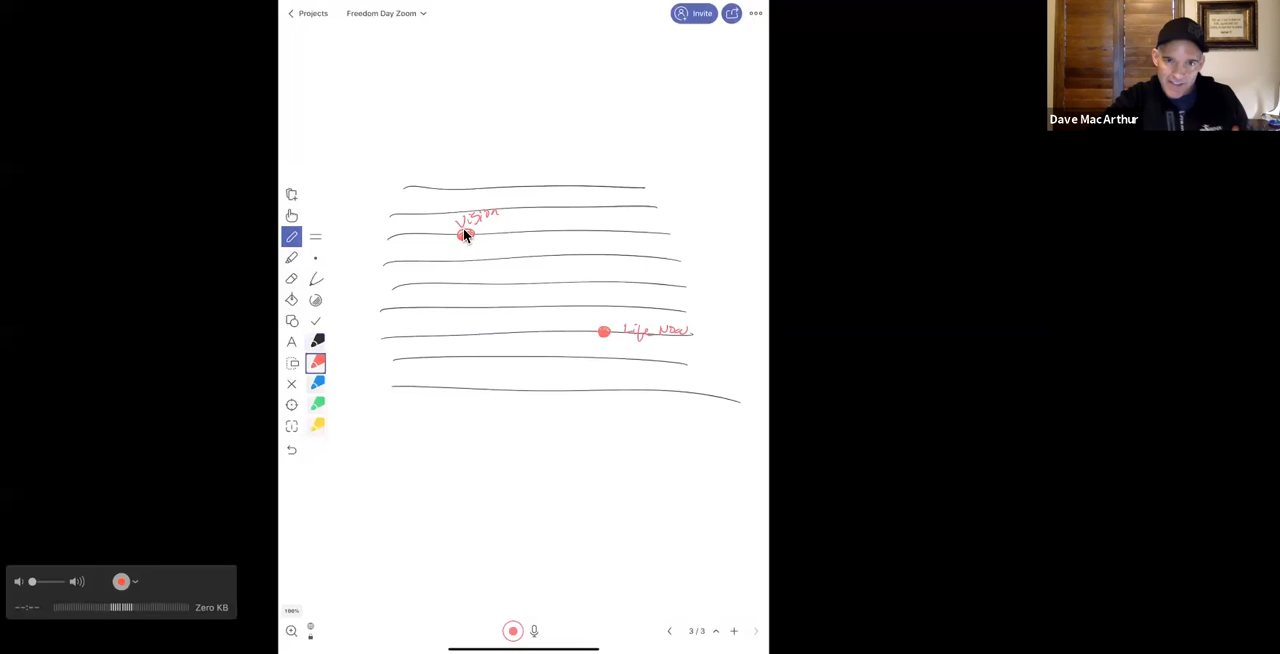 Projects
Freedom Day Zoom
Invite
Dave MacArthur
Vision
Life Now
A
--:--
Zero KB
100%
3 / 3